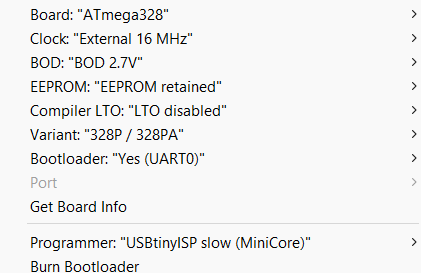 Board: "ATmega328"
Clock: "External 16 MHz"
BOD: "BOD 2.7V"
EEPROM: "EEPROM retained"
Compiler LTO: "LTO disabled"
Variant: "328P / 328PA"
Bootloader: "Yes (UART0)"
Port
Get Board Info
Programmer: "USBtinyISP slow (MiniCore)"
Burn Bootloader